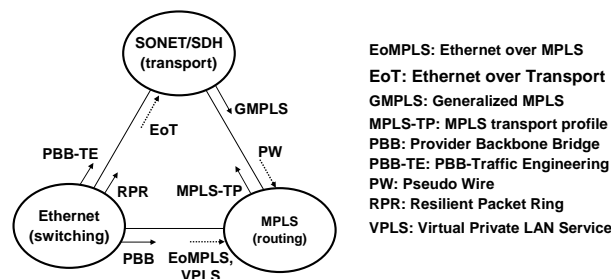 SONET/SDH
(transport)
GMPLS
EoT
PBB-TE
PW
RPR
MPLS-TP
Ethernet
(switching)
MPLS
(routing)
PBB
EoMPLS,
VPLS
EoMPLS: Ethernet over MPLS
EoT: Ethernet over Transport
GMPLS: Generalized MPLS
MPLS-TP: MPLS transport profile
PBB: Provider Backbone Bridge
PBB-TE: PBB-Traffic Engineering
PW: Pseudo Wire
RPR: Resilient Packet Ring
VPLS: Virtual Private LAN Service